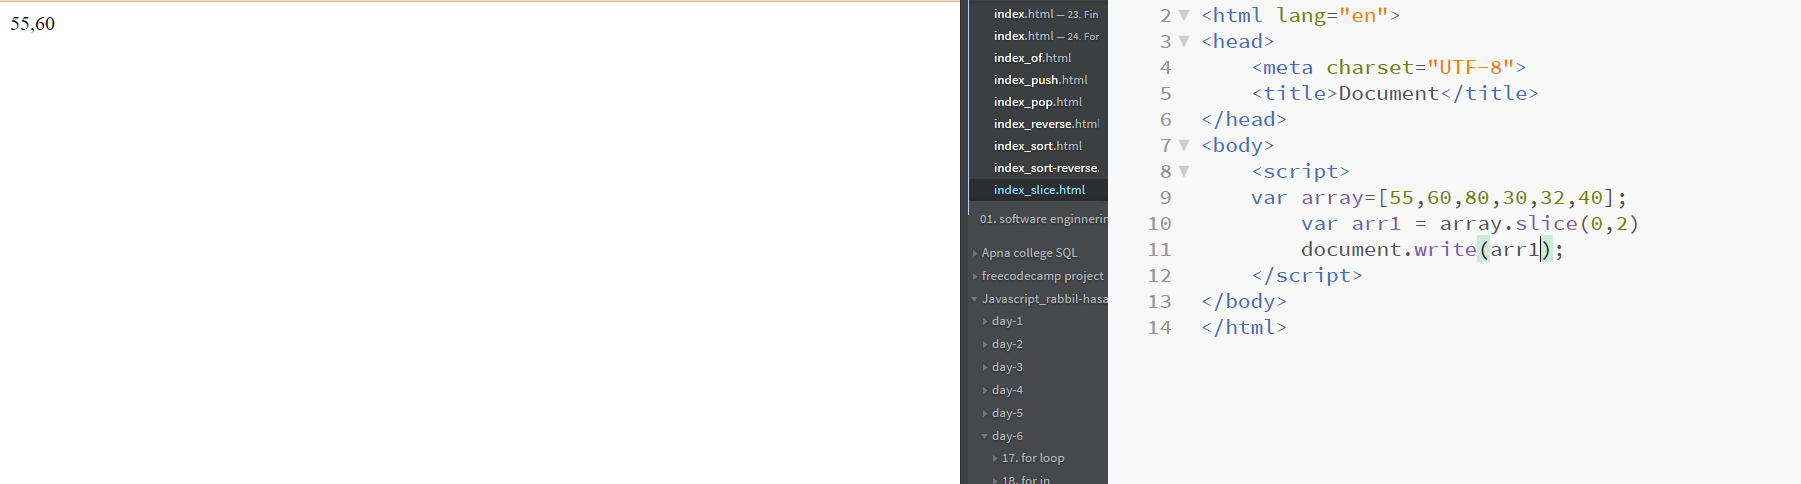 55,60
index.html — 23. Fin
index.html — 24. For
index_of.html
index_push.html
index_pop.html
index_reverse.html
index_sort.html
index_sort-reverse.
index_slice.html
01. software enginnerin
Apna college SQL
freecodecamp project
Javascript_rabbil-hasa
day-1
day-2
day-3
day-4
day-5
day-6
17. for loop
18. for in
2 <html lang="en">
3 <head>
4 <meta charset="UTF-8">
5 <title>Document</title>
6 </head>
7 <body>
8 <script>
9 var array=[55,60,80,30,32,40];
10 var arr1 = array.slice(0,2)
11 document.write(arr1);
12 </script>
13 </body>
14 </html>